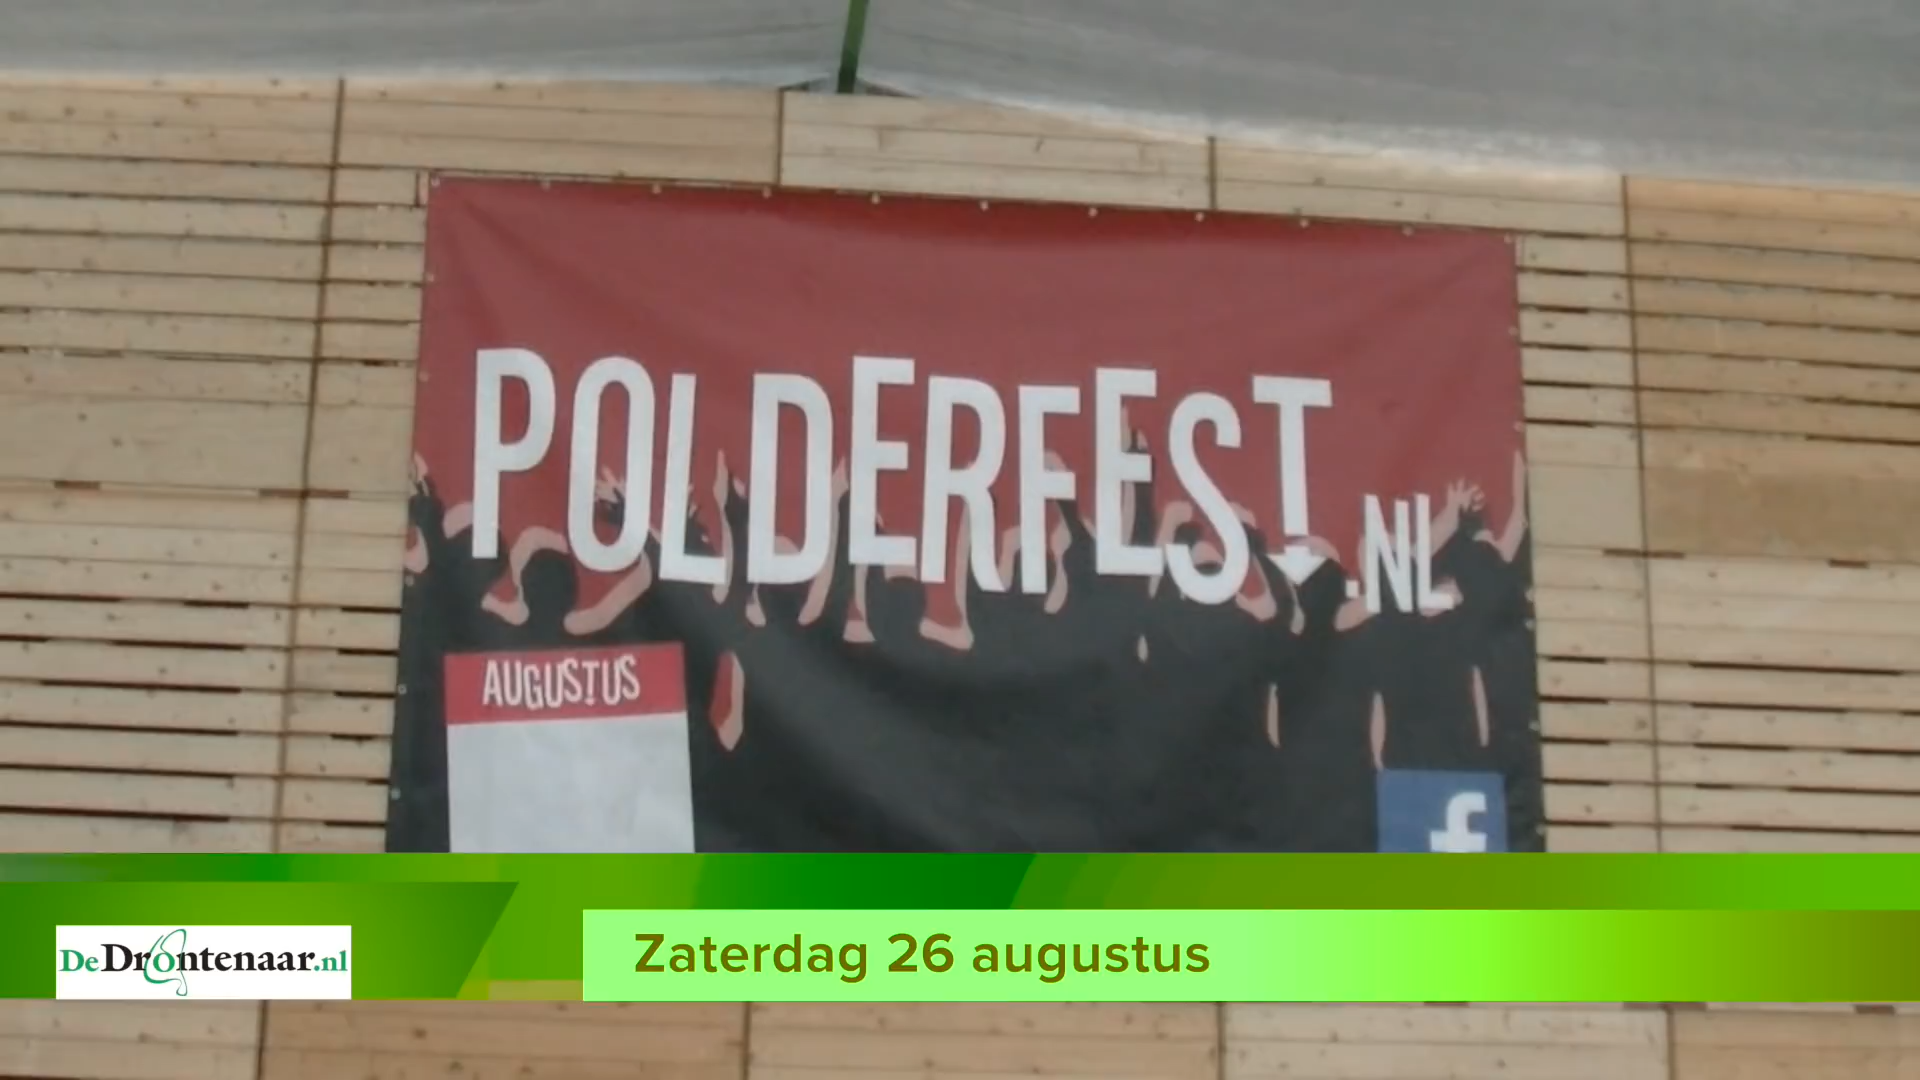 POLDERFEST.NL
AUGUSTUS
f
DeDrontenaar.nl
Zaterdag 26 augustus